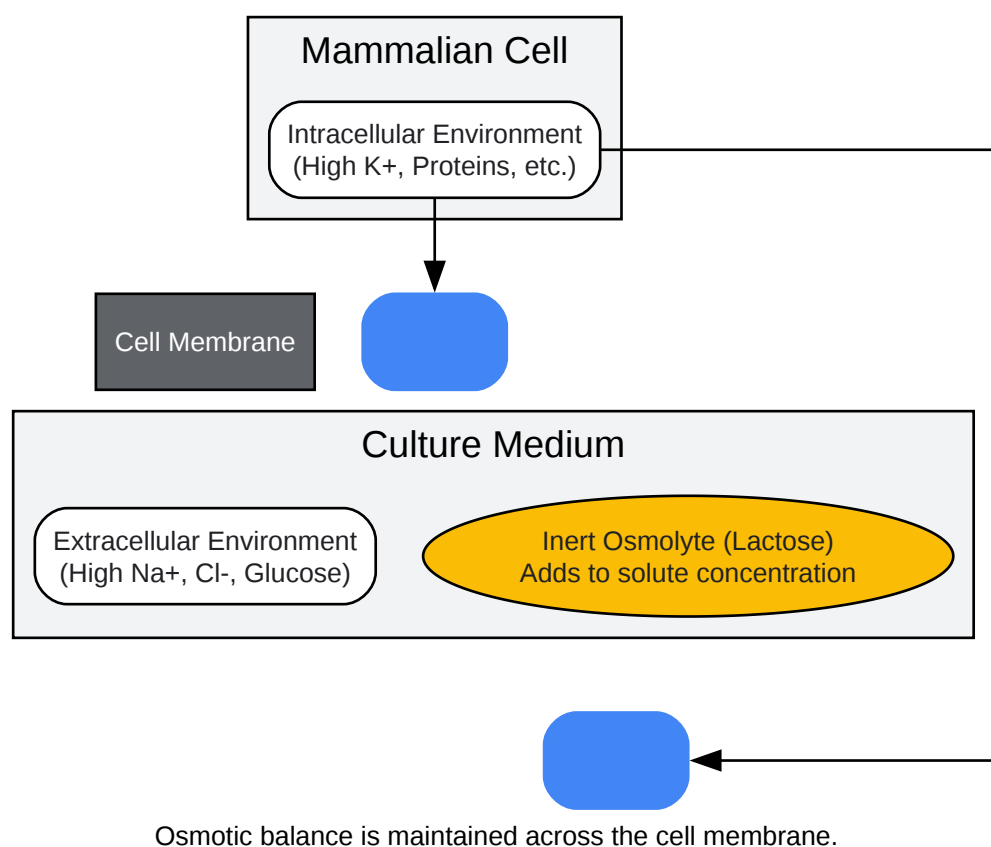 Mammalian Cell
Intracellular Environment
(High K+, Proteins, etc.)
Cell Membrane
Culture Medium
Extracellular Environment
(High Na+, Cl-, Glucose)
Inert Osmolyte (Lactose)
Adds to solute concentration
Osmotic balance is maintained across the cell membrane.